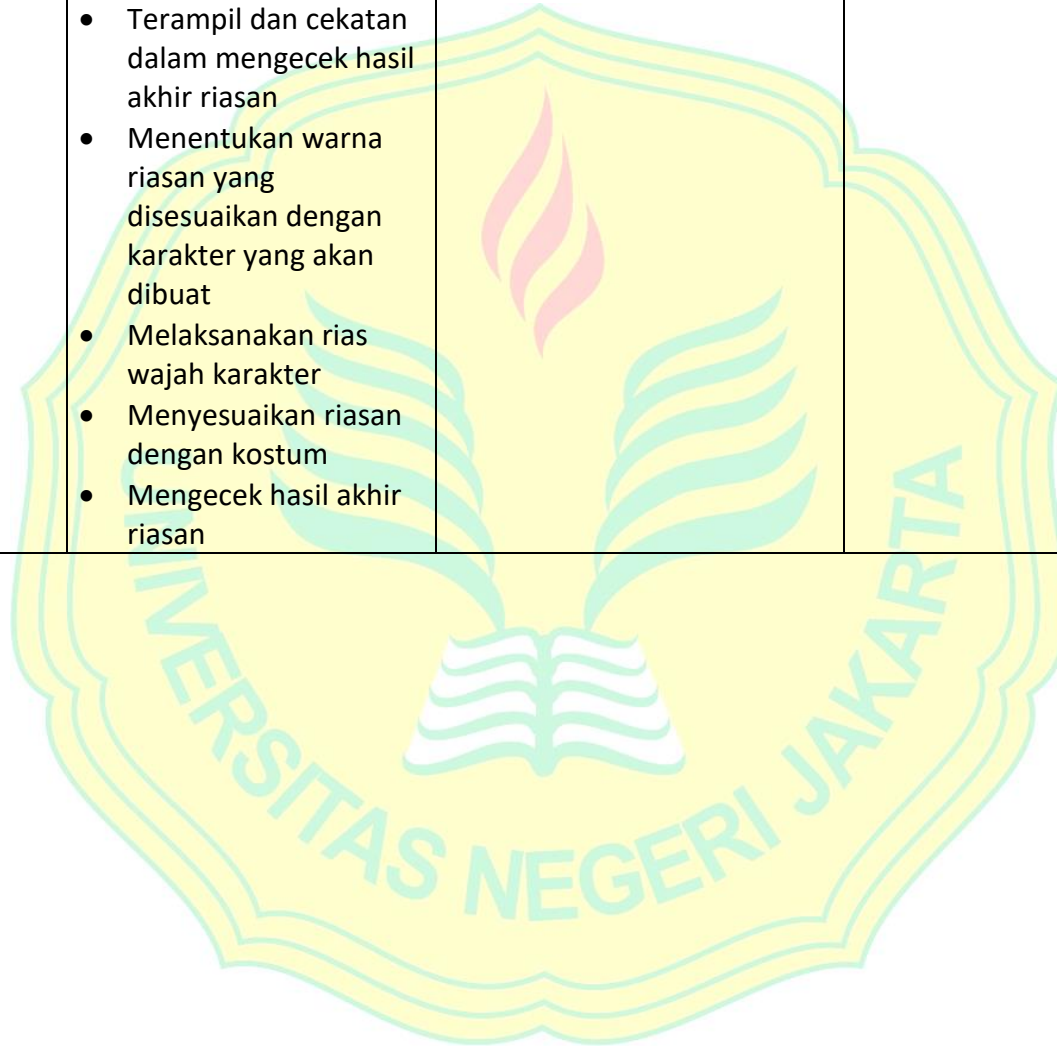 • Terampil dan cekatan
dalam mengecek hasil
akhir riasan
• Menentukan warna
riasan yang
disesuaikan dengan
karakter yang akan
dibuat
• Melaksanakan rias
wajah karakter
• Menyesuaikan riasan
dengan kostum
• Mengecek hasil akhir
riasan
UNIVERSITAS NEGERI JAKARTA